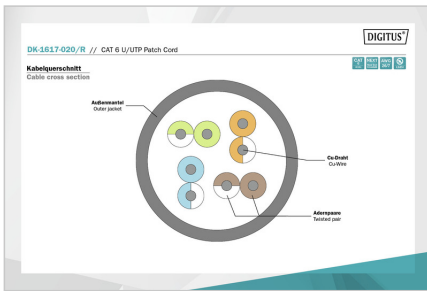 DIGITUS®
DK-1617-020/R // CAT 6 U/UTP Patch Cord
Kabelquerschnitt
Cable cross section
Außenmantel
Outer jacket
Cu-Draht
Cu-Wire
Adernpaare
Twisted pair